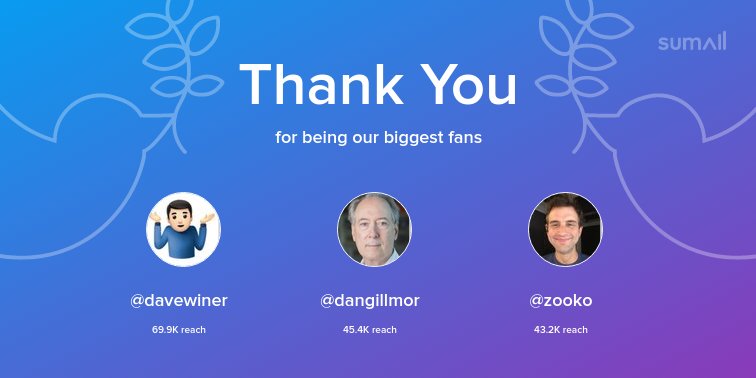 sumall
Thank You
for being our biggest fans
@davewiner
@dangillmor
@zooko
69.9K reach
45.4K reach
43.2K reach